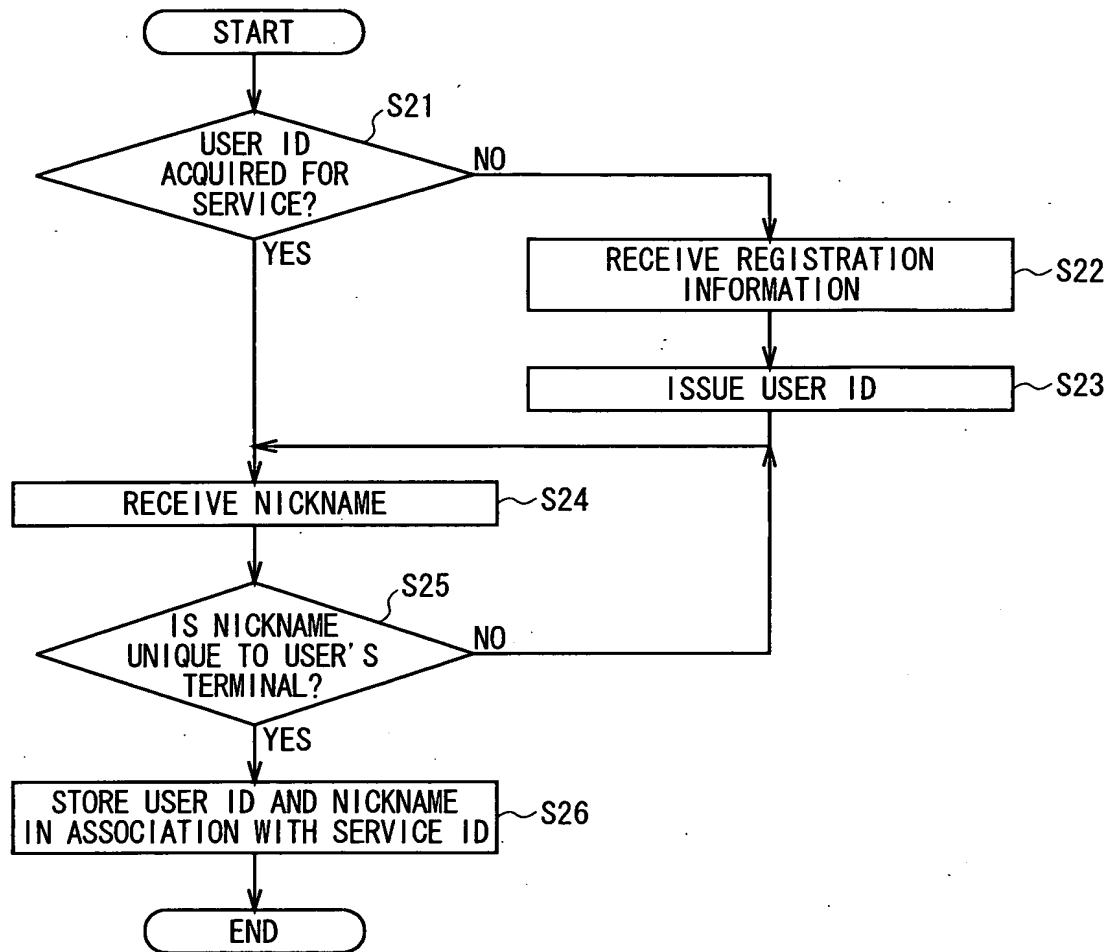 START
S21
USER ID
ACQUIRED FOR
SERVICE?
NO
YES
RECEIVE REGISTRATION
INFORMATION
S22
ISSUE USER ID
S23
RECEIVE NICKNAME
S24
S25
IS NICKNAME
UNIQUE TO USER'S
TERMINAL?
NO
YES
STORE USER ID AND NICKNAME
IN ASSOCIATION WITH SERVICE ID
S26
END